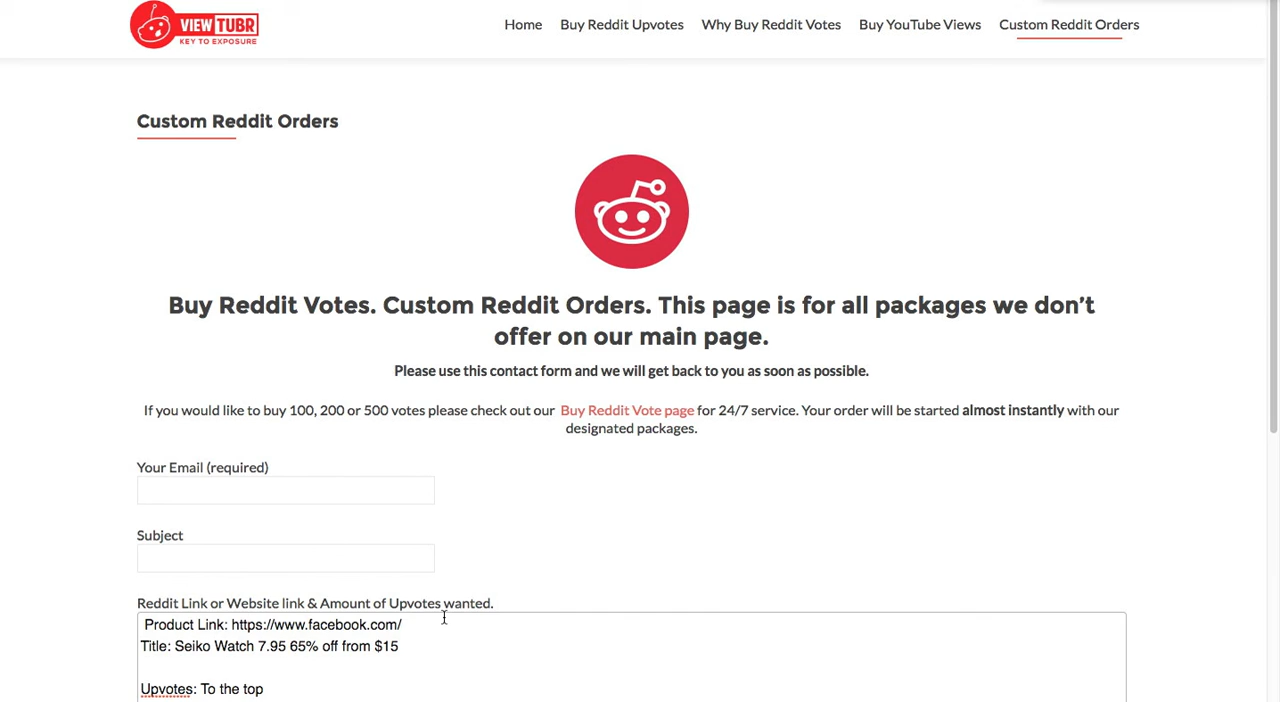 VIEW TUBR
KEY TO EXPOSURE
Home Buy Reddit Upvotes Why Buy Reddit Votes Buy YouTube Views Custom Reddit Orders
Custom Reddit Orders
Buy Reddit Votes. Custom Reddit Orders. This page is for all packages we don’t
offer on our main page.
Please use this contact form and we will get back to you as soon as possible.
If you would like to buy 100, 200 or 500 votes please check out our Buy Reddit Vote page for 24/7 service. Your order will be started almost instantly with our
designated packages.
Your Email (required)
Subject
Reddit Link or Website link & Amount of Upvotes wanted.
Product Link: https://www.facebook.com/
Title: Seiko Watch 7.95 65% off from $15
Upvotes: To the top